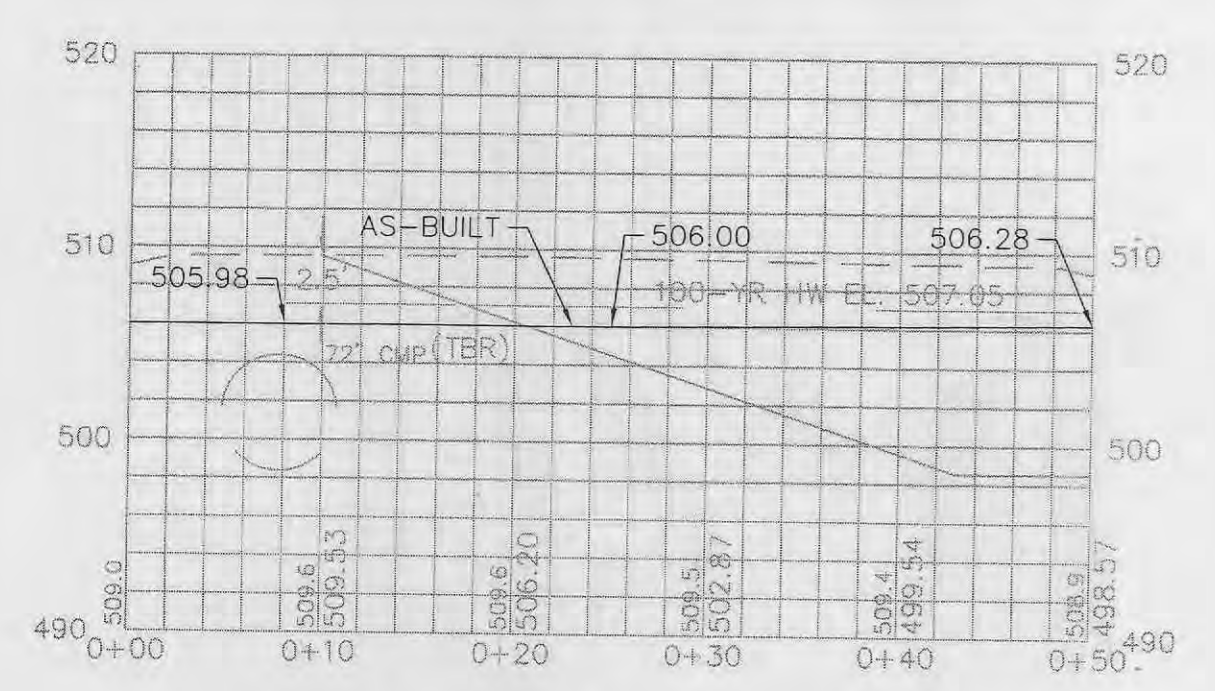 520 520
AS-BUILT 506.00 506.28
510 510
505.98 2.5' 100-YR HW EL. 507.05
72" CMP (TBR)
500 500
509.0 509.6 509.53 509.6 506.20 509.5 502.87 509.4 499.54 508.9 498.57
490 490
0+00 0+10 0+20 0+30 0+40 0+50